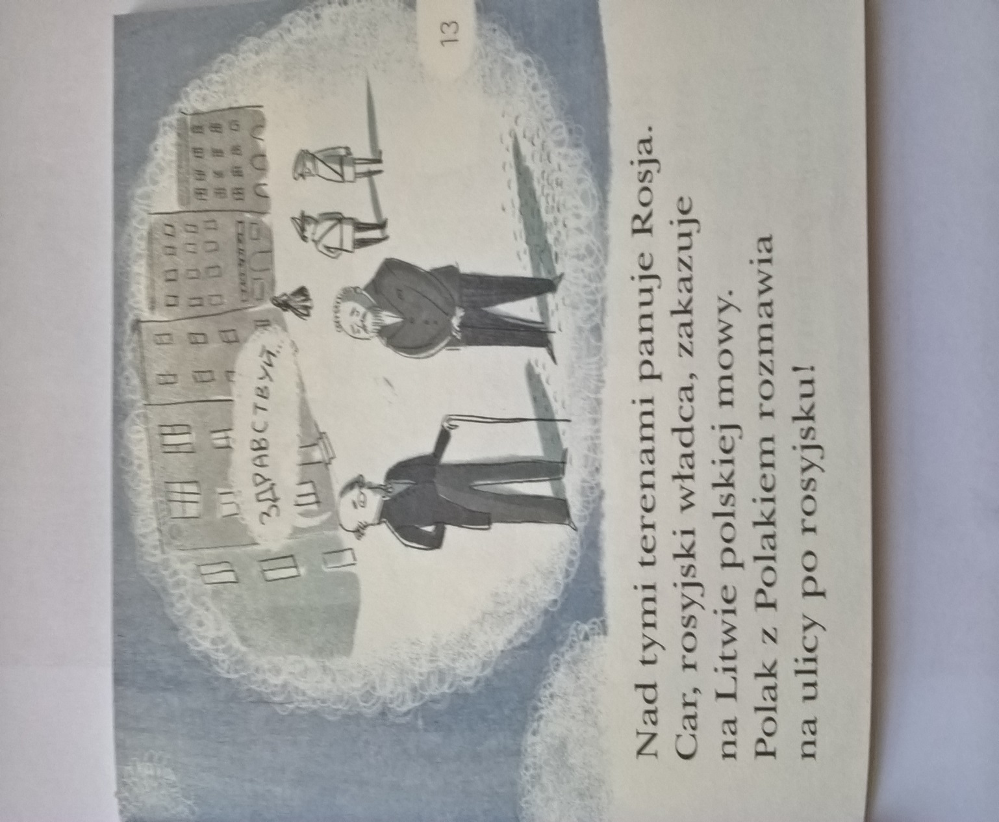 ЗДРАВСТВУЙ...
Nad tymi terenami panuje Rosja.
Car, rosyjski władca, zakazuje
na Litwie polskiej mowy.
Polak z Polakiem rozmawia
na ulicy po rosyjsku!
13